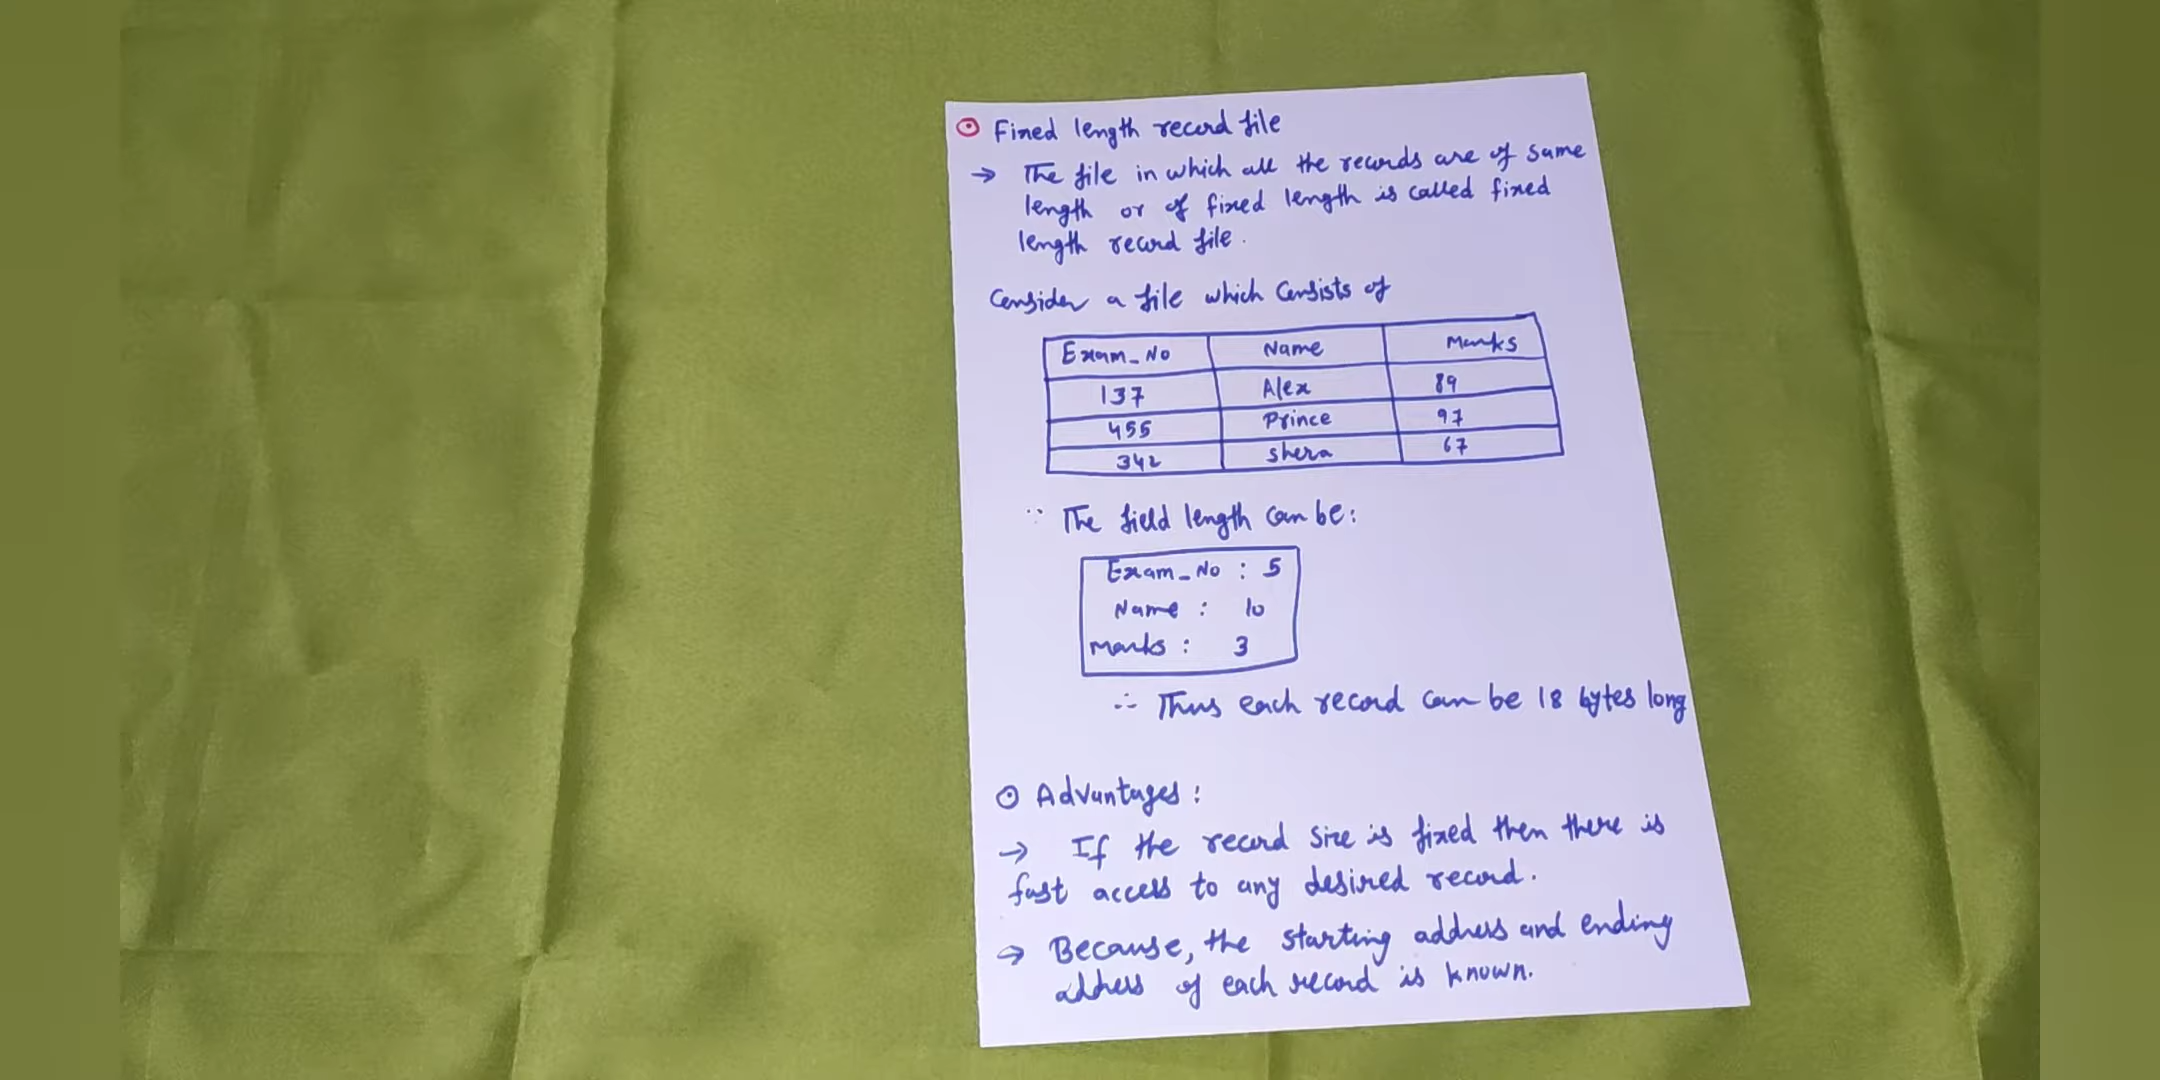 Fixed length record file
→ The file in which all the records are of same
length or of fixed length is called fixed
length record file.
Consider a file which consists of
Exam_No Name Marks
137 Alex 89
455 Prince 97
342 shera 67
∵ The field length can be:
Exam_No : 5
Name : 10
Marks : 3
∴ Thus each record can be 18 bytes long
Advantages:
→ If the record size is fixed then there is
fast access to any desired record.
→ Because, the starting address and ending
address of each record is known.